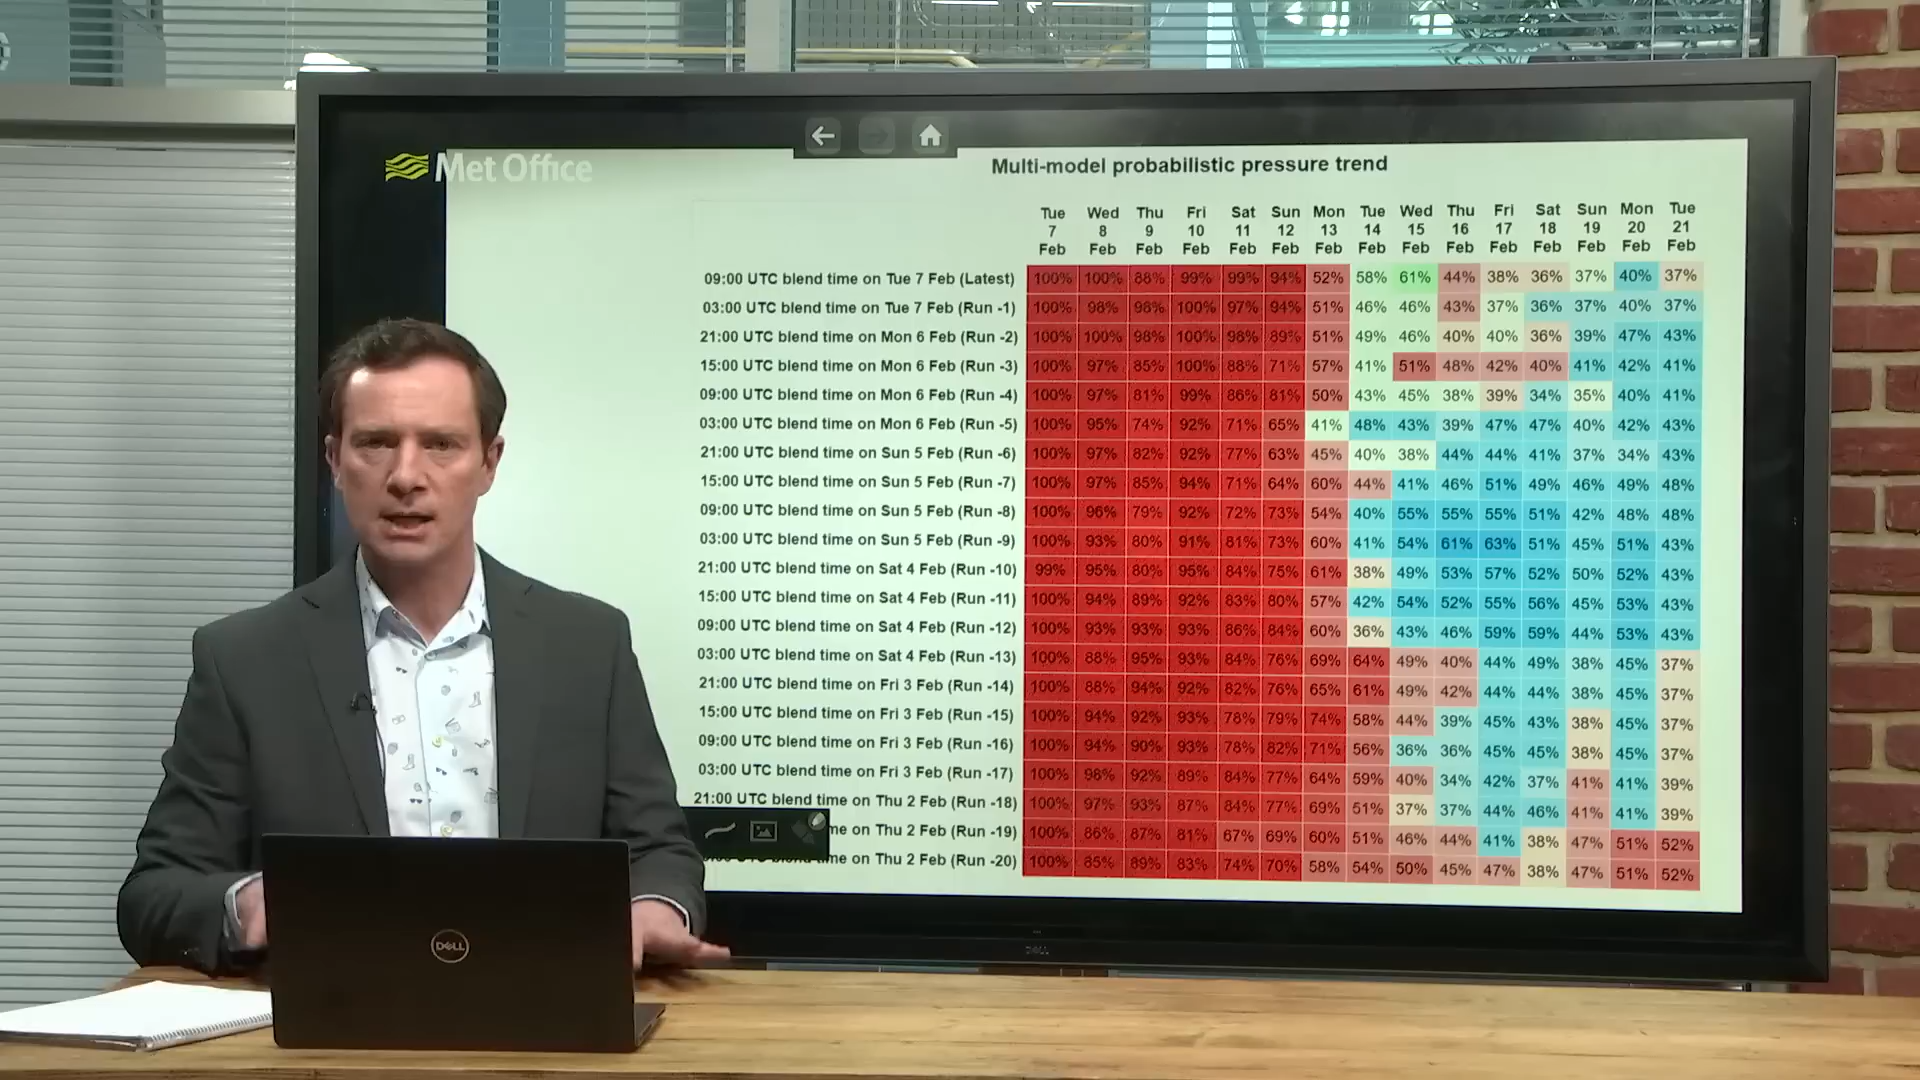 Met Office
Multi-model probabilistic pressure trend
Tue Wed Thu Fri Sat Sun Mon Tue Wed Thu Fri Sat Sun Mon Tue
7 8 9 10 11 12 13 14 15 16 17 18 19 20 21
Feb Feb Feb Feb Feb Feb Feb Feb Feb Feb Feb Feb Feb Feb Feb
09:00 UTC blend time on Tue 7 Feb (Latest) 100% 100% 88% 99% 99% 94% 52% 58% 61% 44% 38% 36% 37% 40% 37%
03:00 UTC blend time on Tue 7 Feb (Run -1) 100% 98% 98% 100% 97% 94% 51% 46% 46% 43% 37% 36% 37% 40% 37%
21:00 UTC blend time on Mon 6 Feb (Run -2) 100% 100% 98% 100% 98% 89% 51% 49% 46% 40% 40% 36% 39% 47% 43%
15:00 UTC blend time on Mon 6 Feb (Run -3) 100% 97% 85% 100% 88% 71% 57% 41% 51% 48% 42% 40% 41% 42% 41%
09:00 UTC blend time on Mon 6 Feb (Run -4) 100% 97% 81% 99% 86% 81% 50% 43% 45% 38% 39% 34% 35% 40% 41%
03:00 UTC blend time on Mon 6 Feb (Run -5) 100% 95% 74% 92% 71% 65% 41% 48% 43% 39% 47% 47% 40% 42% 43%
21:00 UTC blend time on Sun 5 Feb (Run -6) 100% 97% 82% 92% 77% 63% 45% 40% 38% 44% 44% 41% 37% 34% 43%
15:00 UTC blend time on Sun 5 Feb (Run -7) 100% 97% 85% 94% 71% 64% 60% 44% 41% 46% 51% 49% 46% 49% 48%
09:00 UTC blend time on Sun 5 Feb (Run -8) 100% 96% 79% 92% 72% 73% 54% 40% 55% 55% 55% 51% 42% 48% 48%
03:00 UTC blend time on Sun 5 Feb (Run -9) 100% 93% 80% 91% 81% 73% 60% 41% 54% 61% 63% 51% 45% 51% 43%
21:00 UTC blend time on Sat 4 Feb (Run -10) 99% 95% 80% 95% 84% 75% 61% 38% 49% 53% 57% 52% 50% 52% 43%
15:00 UTC blend time on Sat 4 Feb (Run -11) 100% 94% 89% 92% 83% 80% 57% 42% 54% 52% 55% 56% 45% 53% 43%
09:00 UTC blend time on Sat 4 Feb (Run -12) 100% 93% 93% 93% 86% 84% 60% 36% 43% 46% 59% 59% 44% 53% 43%
03:00 UTC blend time on Sat 4 Feb (Run -13) 100% 88% 95% 93% 84% 76% 69% 64% 49% 40% 44% 49% 38% 45% 37%
21:00 UTC blend time on Fri 3 Feb (Run -14) 100% 88% 94% 92% 82% 76% 65% 61% 49% 42% 44% 44% 38% 45% 37%
15:00 UTC blend time on Fri 3 Feb (Run -15) 100% 94% 92% 93% 78% 79% 74% 58% 44% 39% 45% 43% 38% 45% 37%
09:00 UTC blend time on Fri 3 Feb (Run -16) 100% 94% 90% 93% 78% 82% 71% 56% 36% 36% 45% 45% 38% 45% 37%
03:00 UTC blend time on Fri 3 Feb (Run -17) 100% 98% 92% 89% 84% 77% 64% 59% 40% 34% 42% 37% 41% 41% 39%
21:00 UTC blend time on Thu 2 Feb (Run -18) 100% 97% 93% 87% 84% 77% 69% 51% 37% 37% 44% 46% 41% 41% 39%
me on Thu 2 Feb (Run -19) 100% 86% 87% 81% 67% 69% 60% 51% 46% 44% 41% 38% 47% 51% 52%
me on Thu 2 Feb (Run -20) 100% 85% 89% 83% 74% 70% 58% 54% 50% 45% 47% 38% 47% 51% 52%
DELL
DELL